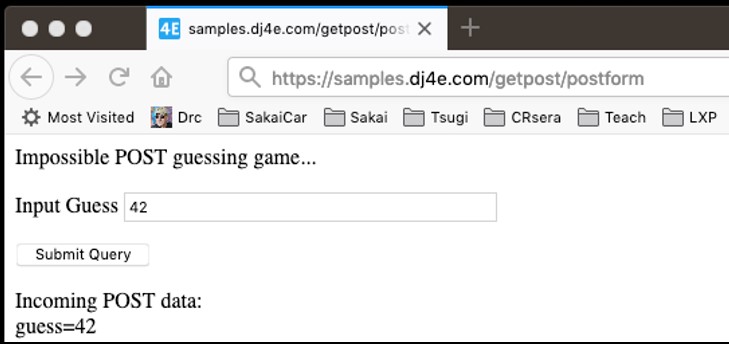 4E samples.dj4e.com/getpost/post
https://samples.dj4e.com/getpost/postform
Most Visited Drc SakaiCar Sakai Tsugi CRsera Teach LXP
Impossible POST guessing game...
Input Guess 42
Submit Query
Incoming POST data:
guess=42